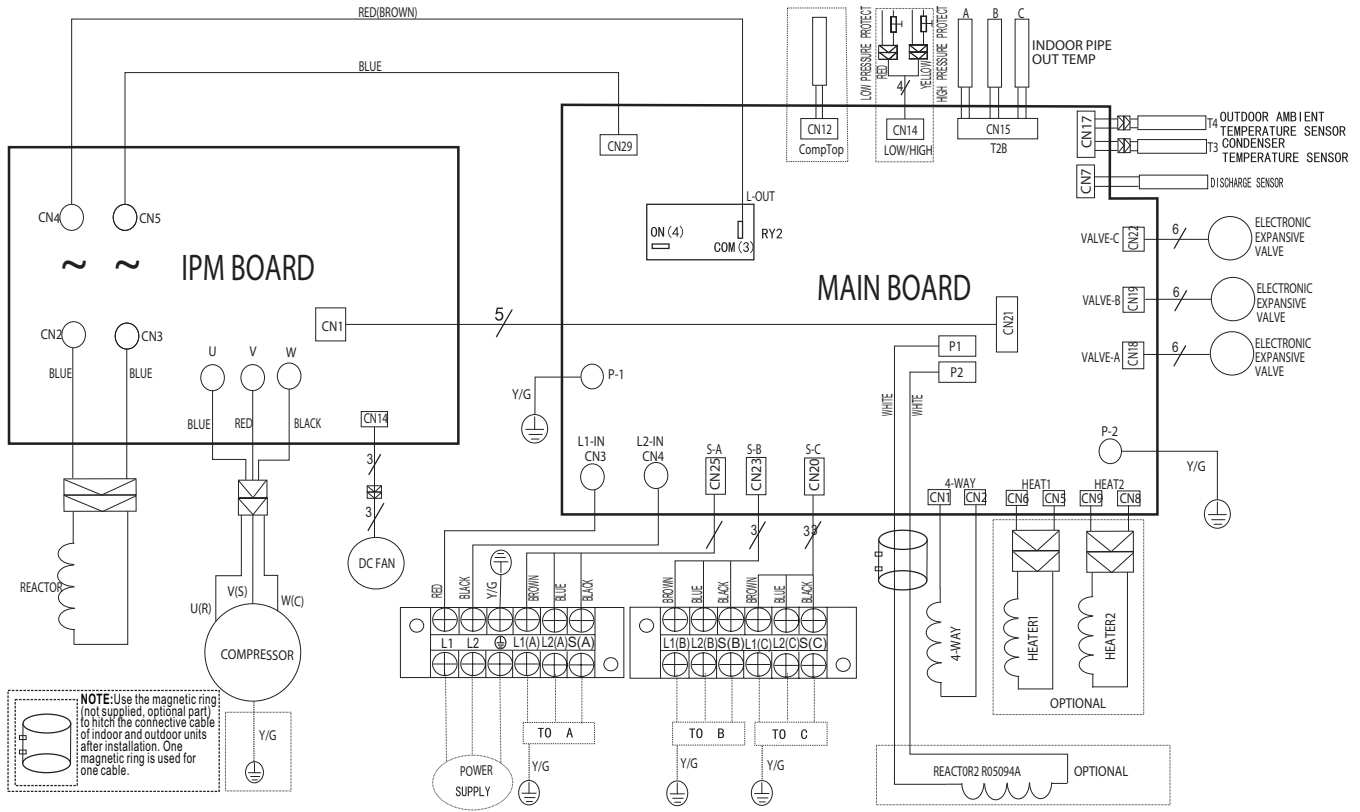 RED(BROWN)
BLUE
LOW PRESSURE PROTECT
RED
YELLOW
HIGH PRESSURE PROTECT
4
A
B
C
INDOOR PIPE
OUT TEMP
CN12
CompTop
CN14
LOW/HIGH
CN15
T2B
CN17
T4 OUTDOOR AMBIENT
TEMPERATURE SENSOR
T3 CONDENSER
TEMPERATURE SENSOR
CN7
DISCHARGE SENSOR
CN29
L-OUT
ON(4)
COM(3)
RY2
CN4
CN5
~
~
IPM BOARD
MAIN BOARD
VALVE-C
CN22
6
ELECTRONIC
EXPANSIVE
VALVE
VALVE-B
CN19
6
ELECTRONIC
EXPANSIVE
VALVE
VALVE-A
CN18
6
ELECTRONIC
EXPANSIVE
VALVE
CN2
CN3
CN1
5
CN21
P1
P2
WHITE
WHITE
BLUE
BLUE
U
V
W
BLUE
RED
BLACK
CN14
3
3
DC FAN
P-1
Y/G
P-2
Y/G
L1-IN
CN3
L2-IN
CN4
S-A
CN25
S-B
CN23
S-C
CN20
3
3
3
4-WAY
CN1
CN2
HEAT1
CN6
CN5
HEAT2
CN9
CN8
REACTOR
U(R)
V(S)
W(C)
COMPRESSOR
Y/G
RED
BLACK
Y/G
BROWN
BLUE
BLACK
BROWN
BLUE
BLACK
BROWN
BLUE
BLACK
L1
L2
L1(A)
L2(A)
S(A)
L1(B)
L2(B)
S(B)
L1(C)
L2(C)
S(C)
4-WAY
HEATER1
HEATER2
OPTIONAL
TO A
Y/G
TO B
Y/G
TO C
Y/G
POWER
SUPPLY
REACTOR2 R05094A
OPTIONAL
NOTE:Use the magnetic ring
(not supplied, optional part)
to hitch the connective cable
of indoor and outdoor units
after installation. One
magnetic ring is used for
one cable.